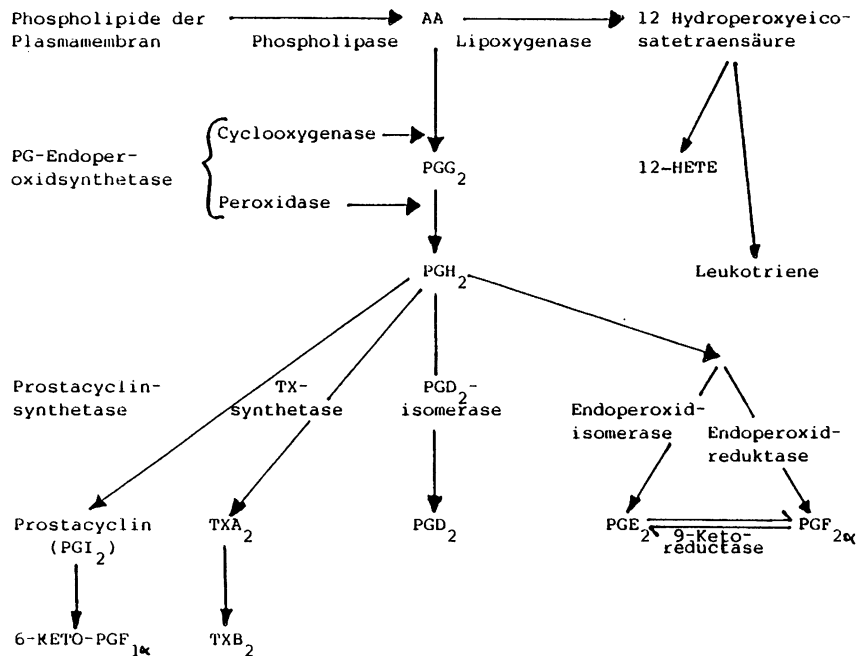 Phospholipide der
Plasmamembran
Phospholipase
AA
Lipoxygenase
12 Hydroperoxyeico-
satetraensäure
PG-Endoper-
oxidsynthetase
Cyclooxygenase
PGG2
12-HETE
Peroxidase
PGH2
Leukotriene
Prostacyclin-
synthetase
TX-
synthetase
PGD2-
isomerase
Endoperoxid-
isomerase
Endoperoxid-
reduktase
Prostacyclin
(PGI2)
TXA2
PGD2
PGE2
9-Keto-
reductase
PGF2α
6-KETO-PGF1α
TXB2